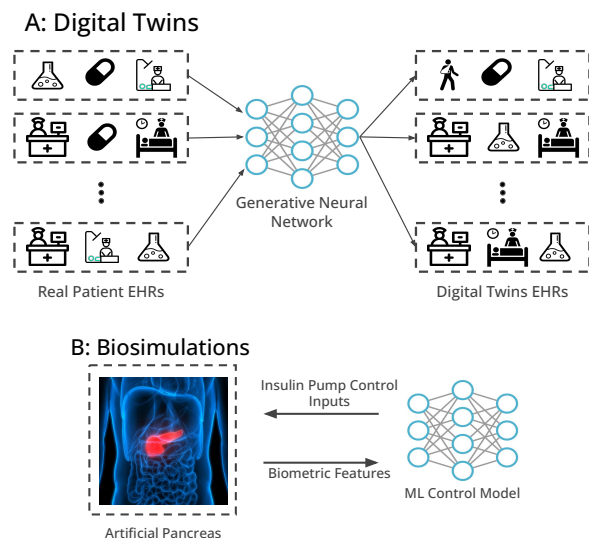 A: Digital Twins
Generative Neural
Network
Real Patient EHRs
Digital Twins EHRs
B: Biosimulations
Insulin Pump Control
Inputs
Biometric Features
ML Control Model
Artificial Pancreas